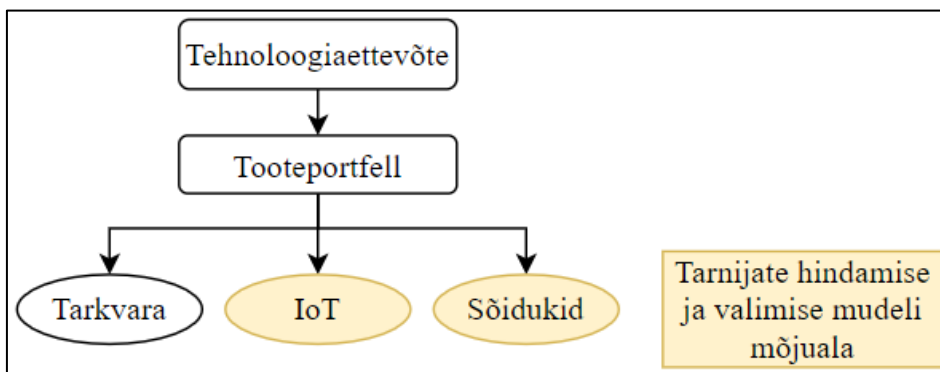 Tehnoloogiaettevõte
Tooteportfell
Tarkvara
IoT
Sõidukid
Tarnijate hindamise
ja valimise mudeli
mõjuala